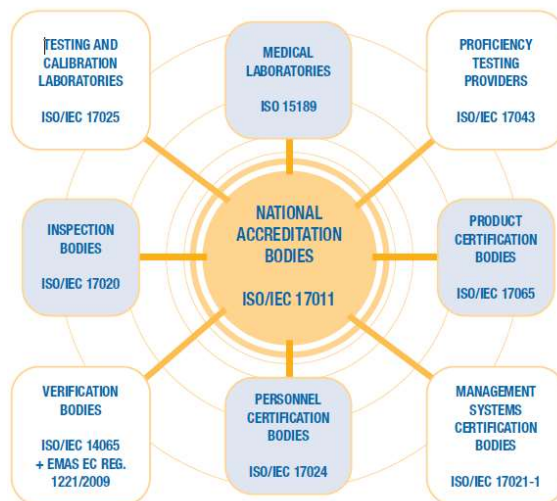 TESTING AND
CALIBRATION
LABORATORIES
ISO/IEC 17025
MEDICAL
LABORATORIES
ISO 15189
PROFICIENCY
TESTING
PROVIDERS
ISO/IEC 17043
INSPECTION
BODIES
ISO/IEC 17020
NATIONAL
ACCREDITATION
BODIES
ISO/IEC 17011
PRODUCT
CERTIFICATION
BODIES
ISO/IEC 17065
VERIFICATION
BODIES
ISO/IEC 14065
+ EMAS EC REG.
1221/2009
PERSONNEL
CERTIFICATION
BODIES
ISO/IEC 17024
MANAGEMENT
SYSTEMS
CERTIFICATION
BODIES
ISO/IEC 17021-1